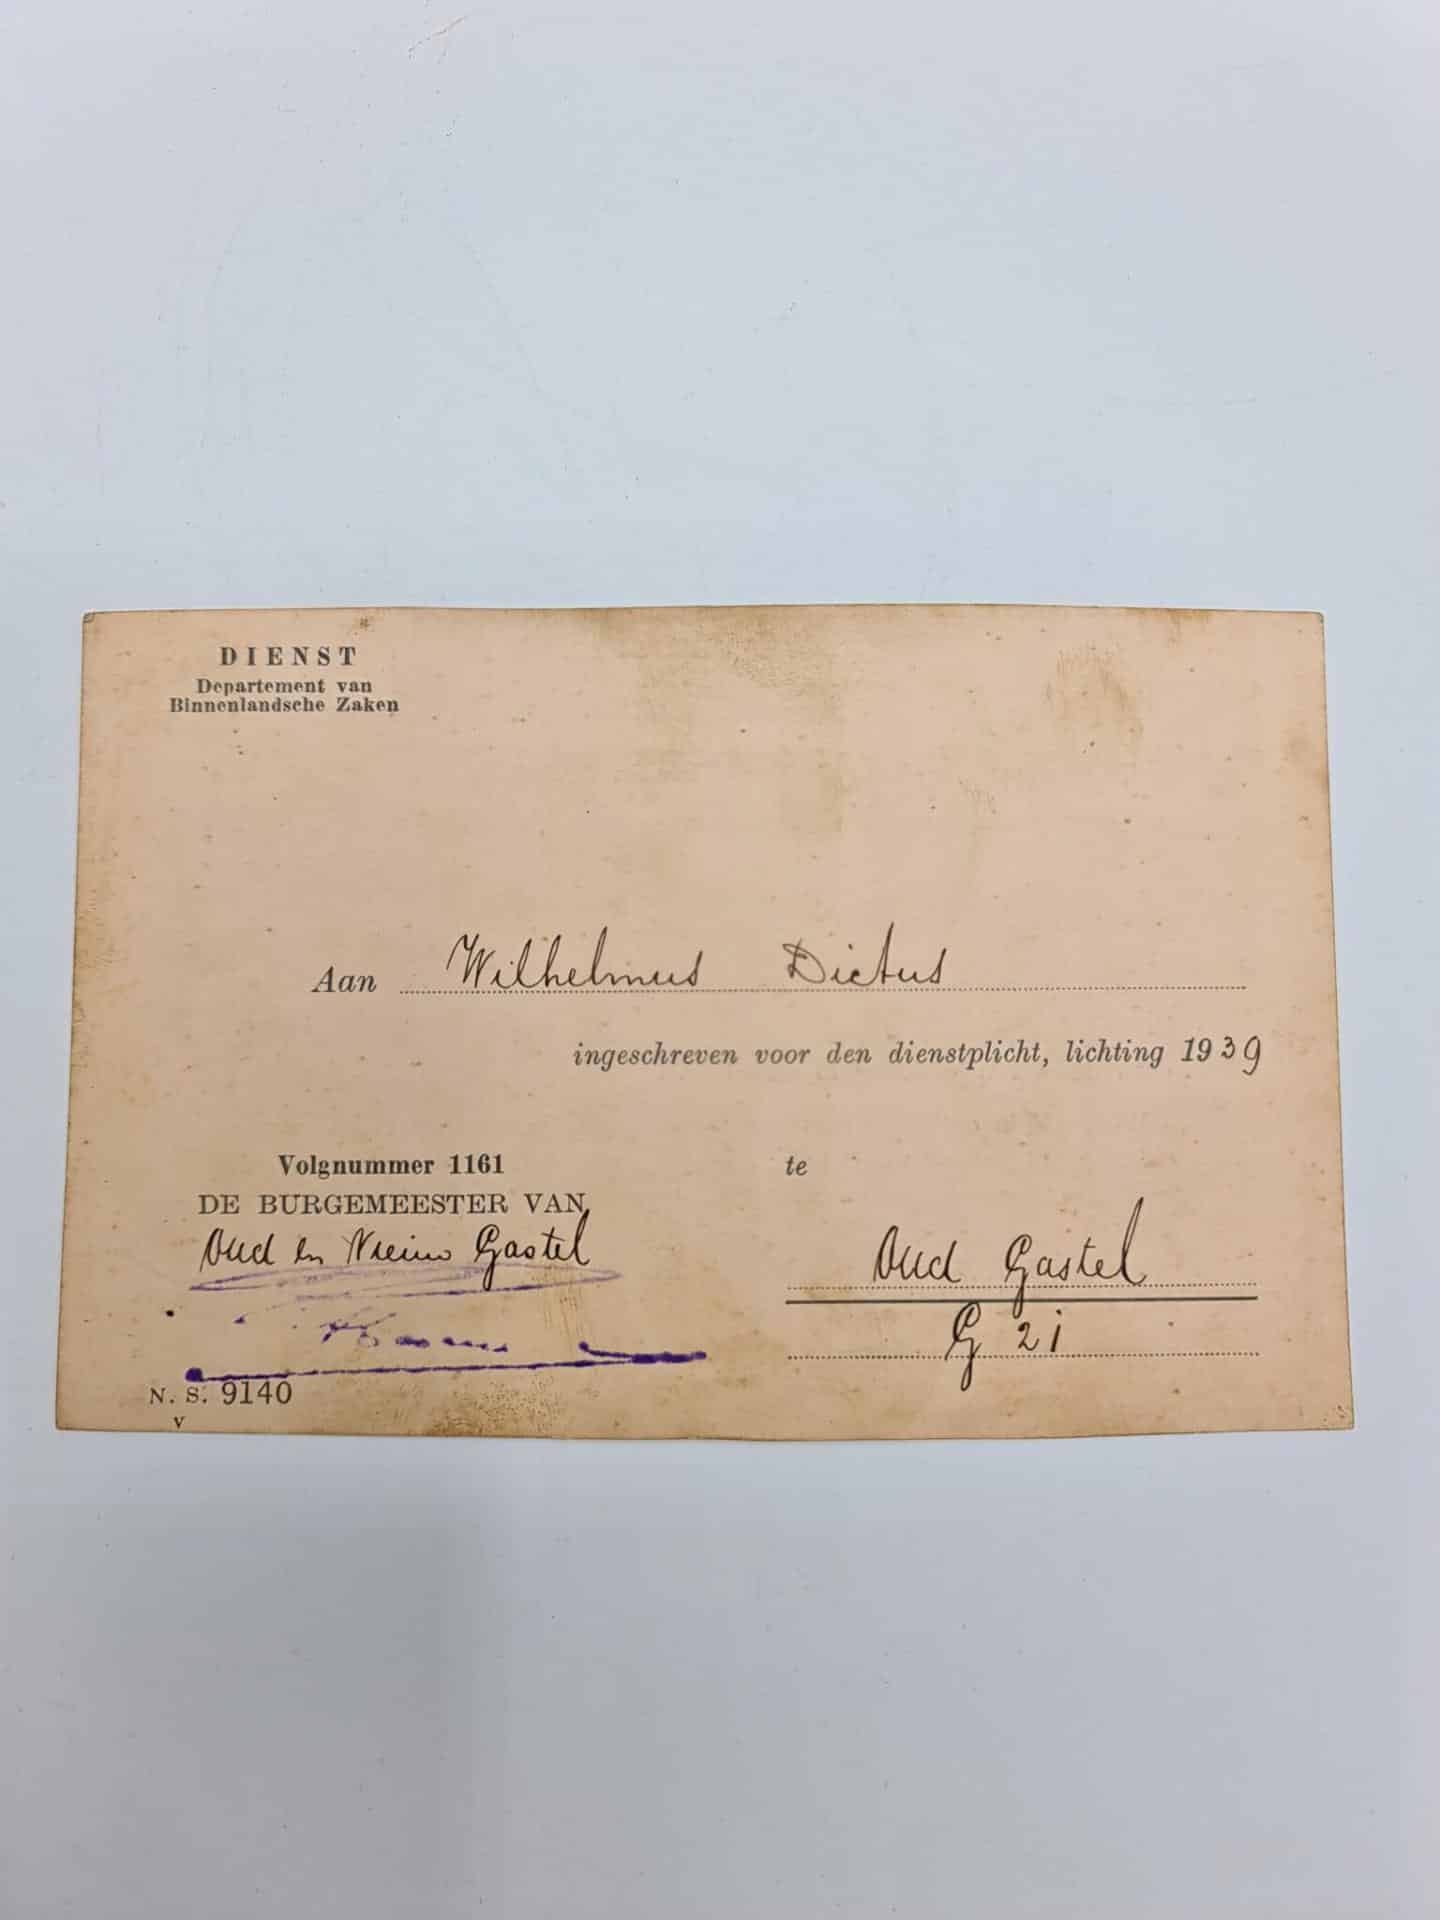 DIENST
Departement van
Binnenlandsche Zaken
Aan Wilhelmus Dictus
ingeschreven voor den dienstplicht, lichting 1939
Volgnummer 1161
te
DE BURGEMEESTER VAN
Oud en Nieuw Gastel
Oud Gastel
G 21
N. S. 9140
V